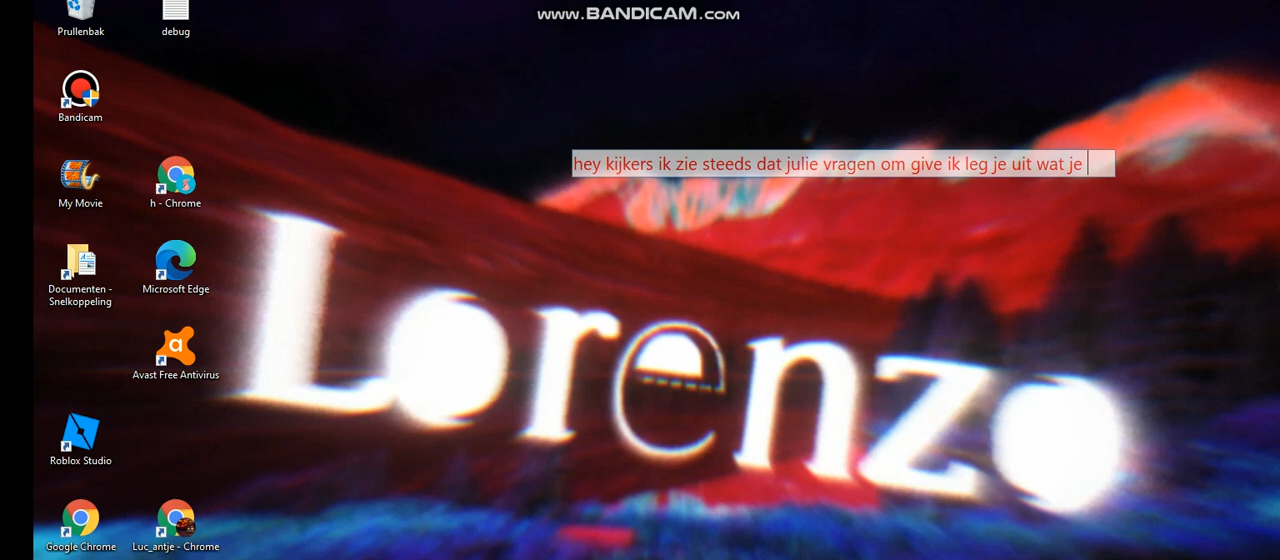 www.BANDICAM.com
Prullenbak
debug
Bandicam
hey kijkers ik zie steeds dat julie vragen om give ik leg je uit wat je
My Movie
h - Chrome
Documenten -
Snelkoppeling
Microsoft Edge
Lorenzo
Avast Free Antivirus
Roblox Studio
Google Chrome
Luc_antje - Chrome